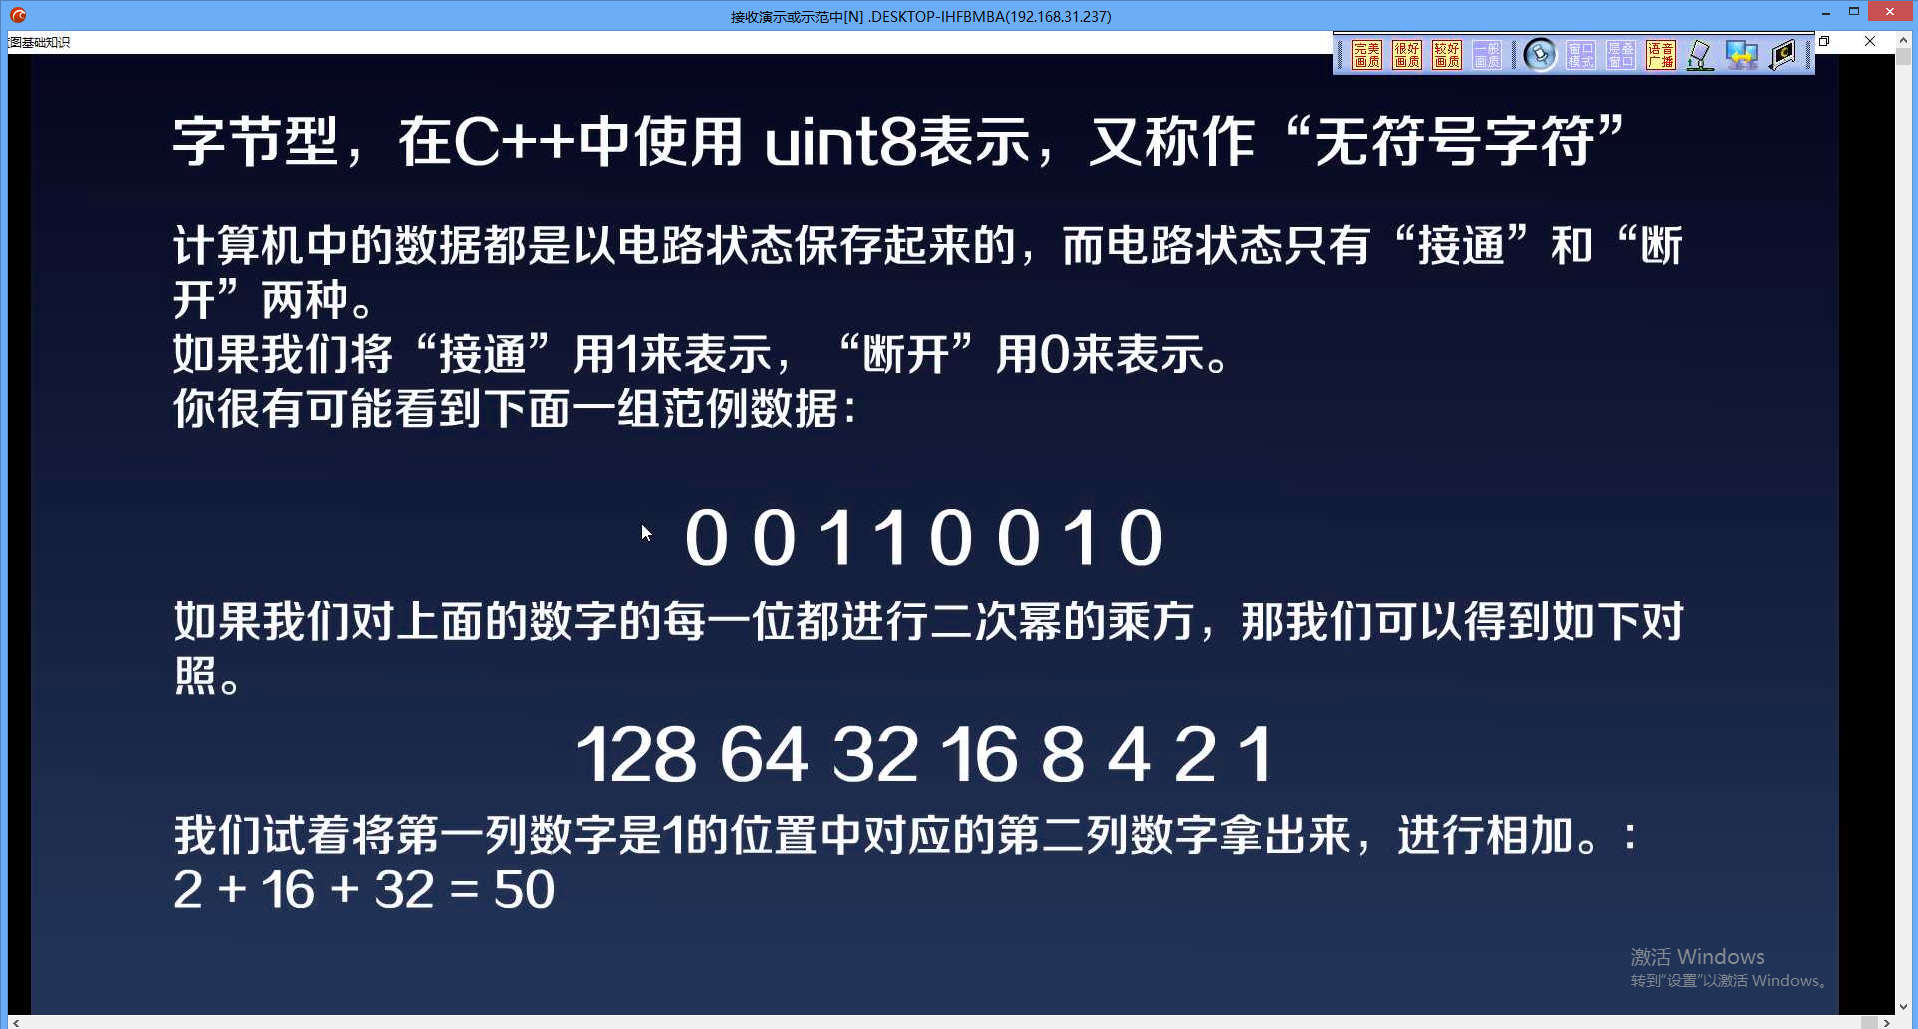 接收演示或示范中[N] .DESKTOP-IHFBMBA(192.168.31.237)
图基础知识
完美画质 很好画质 较好画质 一般画质 窗口模式 层叠窗口 语音广播
字节型，在C++中使用 uint8表示，又称作“无符号字符”
计算机中的数据都是以电路状态保存起来的，而电路状态只有“接通”和“断
开”两种。
如果我们将“接通”用1来表示，“断开”用0来表示。
你很有可能看到下面一组范例数据：
0 0 1 1 0 0 1 0
如果我们对上面的数字的每一位都进行二次幂的乘方，那我们可以得到如下对
照。
128 64 32 16 8 4 2 1
我们试着将第一列数字是1的位置中对应的第二列数字拿出来，进行相加。：
2 + 16 + 32 = 50
激活 Windows
转到“设置”以激活 Windows。